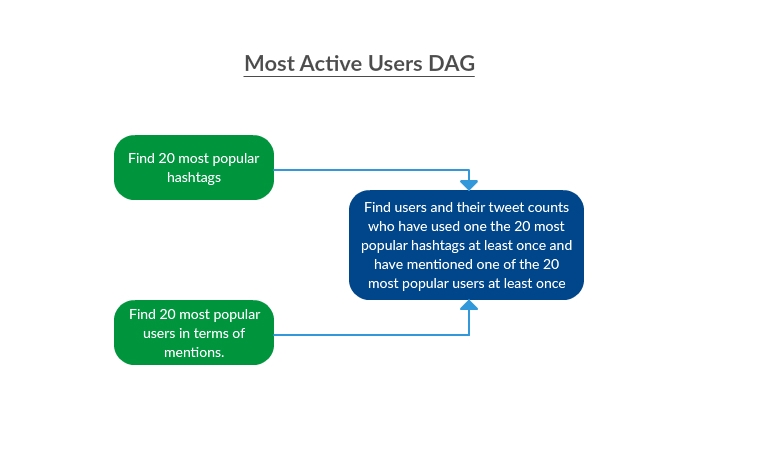 Most Active Users DAG
Find 20 most popular
hashtags
Find users and their tweet counts
who have used one the 20 most
popular hashtags at least once and
have mentioned one of the 20
most popular users at least once
Find 20 most popular
users in terms of
mentions.